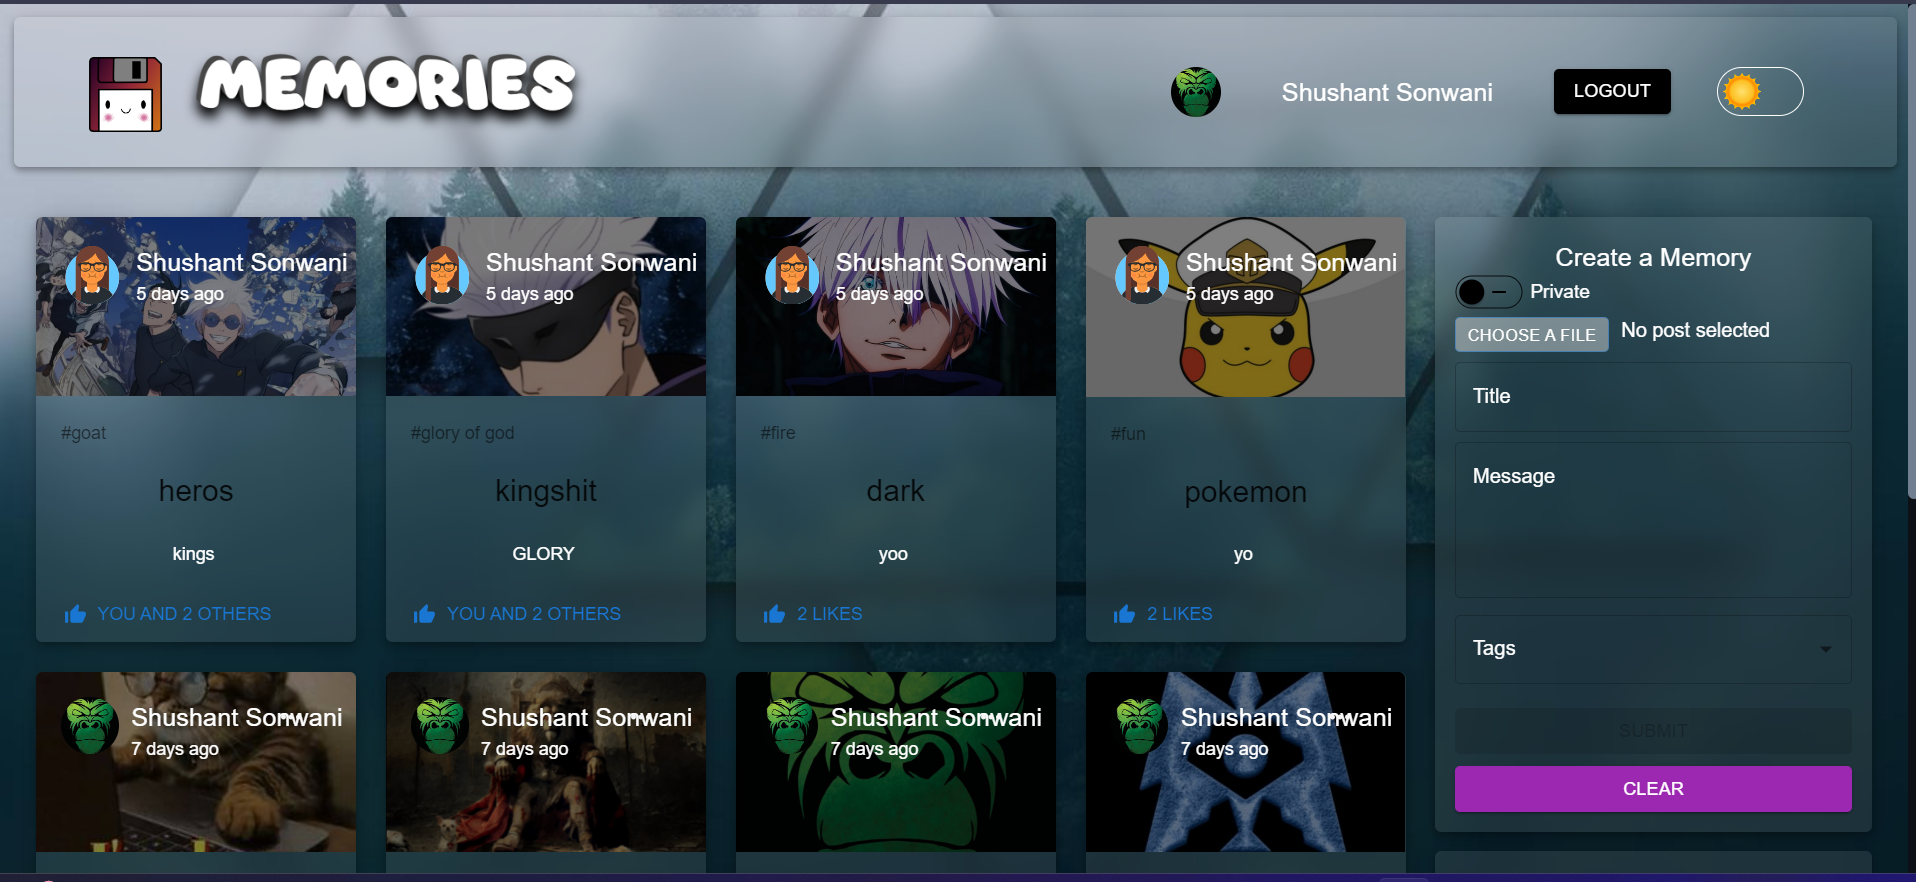 MEMORIES
Shushant Sonwani
LOGOUT
Shushant Sonwani
5 days ago
#goat
heros
kings
YOU AND 2 OTHERS
Shushant Sonwani
5 days ago
#glory of god
kingshit
GLORY
YOU AND 2 OTHERS
Shushant Sonwani
5 days ago
#fire
dark
yoo
2 LIKES
Shushant Sonwani
5 days ago
#fun
pokemon
yo
2 LIKES
Shushant Sonwani
7 days ago
Shushant Sonwani
7 days ago
Shushant Sonwani
7 days ago
Shushant Sonwani
7 days ago
Create a Memory
Private
CHOOSE A FILE No post selected
Title
Message
Tags
SUBMIT
CLEAR